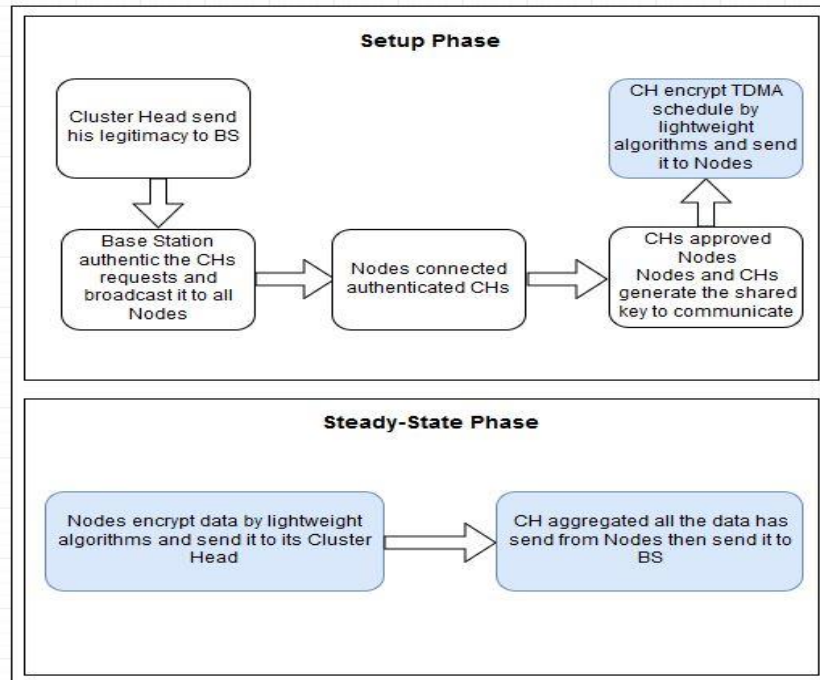 Setup Phase
Cluster Head send
his legitimacy to BS
CH encrypt TDMA
schedule by
lightweight
algorithms and send
it to Nodes
Base Station
authentic the CHs
requests and
broadcast it to all
Nodes
Nodes connected
authenticated CHs
CHs approved
Nodes
Nodes and CHs
generate the shared
key to communicate
Steady-State Phase
Nodes encrypt data by lightweight
algorithms and send it to its Cluster
Head
CH aggregated all the data has
send from Nodes then send it to
BS